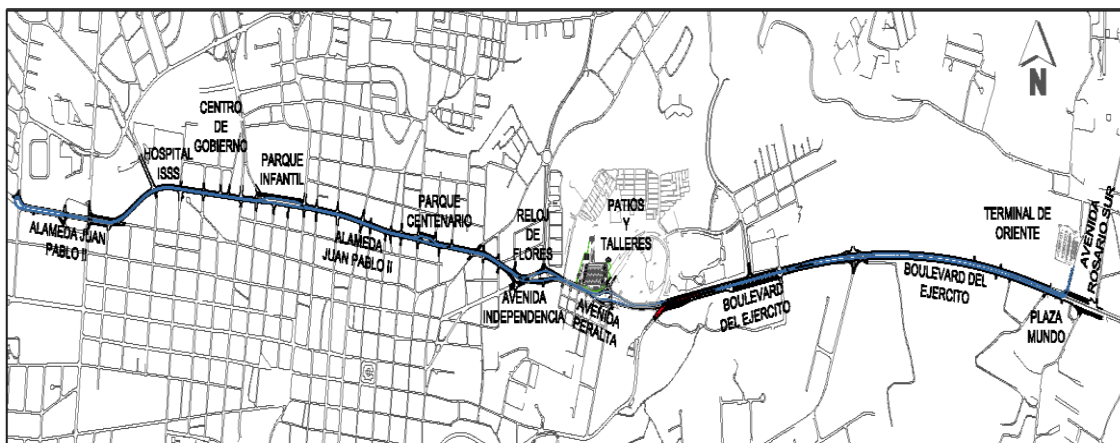 N
CENTRO
DE
GOBIERNO
HOSPITAL
ISSS
PARQUE
INFANTIL
PARQUE
CENTENARIO
RELOJ
DE
FLORES
PATIOS
Y
TALLERES
TERMINAL DE
ORIENTE
AVENIDA
ROSARIO SUR
ALAMEDA JUAN
PABLO II
ALAMEDA
JUAN PABLO II
AVENIDA
INDEPENDENCIA
AVENIDA
PERALTA
BOULEVARD
DEL EJERCITO
BOULEVARD DEL
EJERCITO
PLAZA
MUNDO